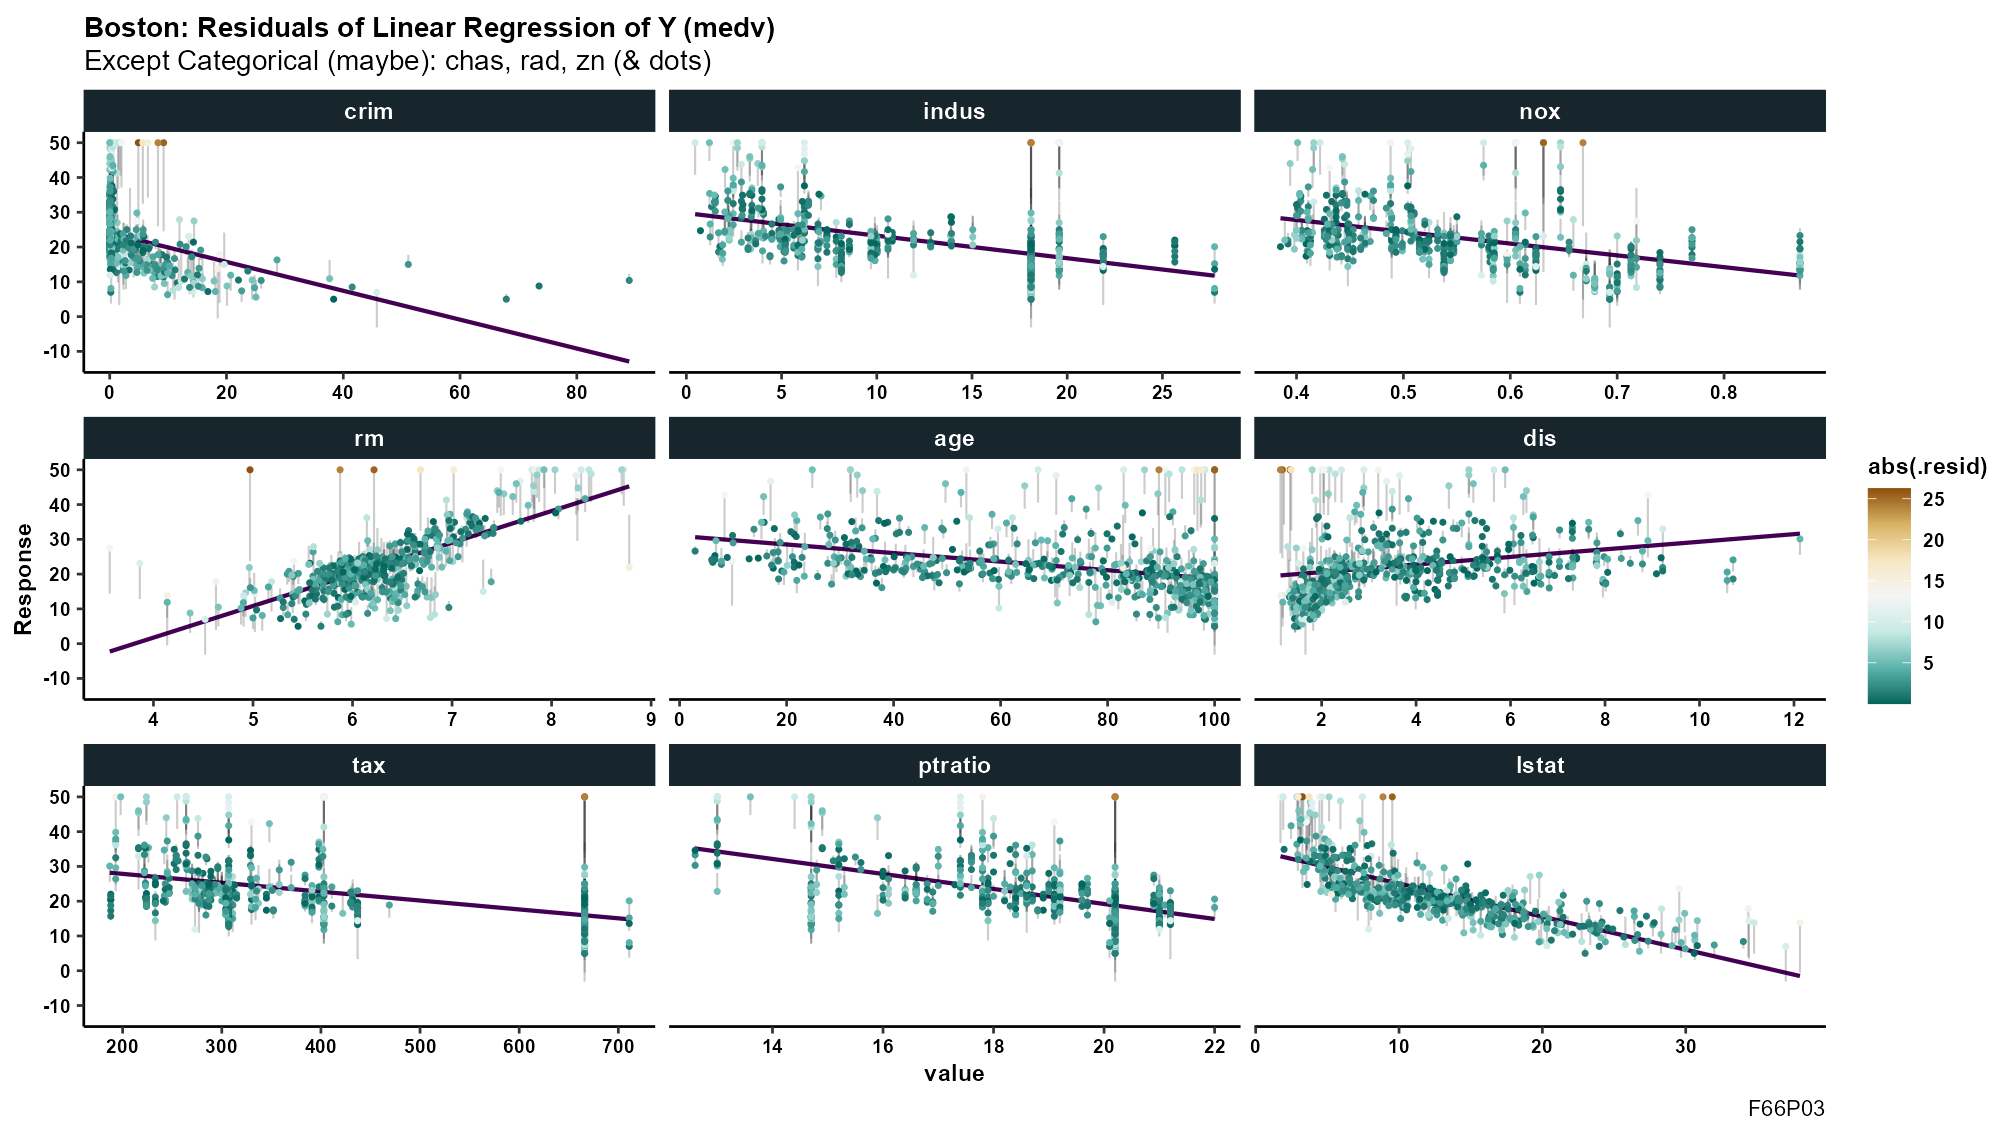 Boston: Residuals of Linear Regression of Y (medv)
Except Categorical (maybe): chas, rad, zn (& dots)
crim indus nox
50
40
30
20
10
0
-10
0 20 40 60 80
0 5 10 15 20 25
0.4 0.5 0.6 0.7 0.8
rm age dis
50
40
30
20
10
0
-10
4 5 6 7 8 9
0 20 40 60 80 100
2 4 6 8 10 12
tax ptratio lstat
50
40
30
20
10
0
-10
200 300 400 500 600 700
14 16 18 20 22
0 10 20 30
Response
value
abs(.resid)
25
20
15
10
5
F66P03